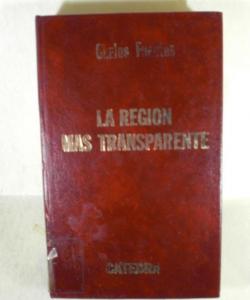 Carlos Fuentes
LA REGION
MAS TRANSPARENTE
CATEDRA